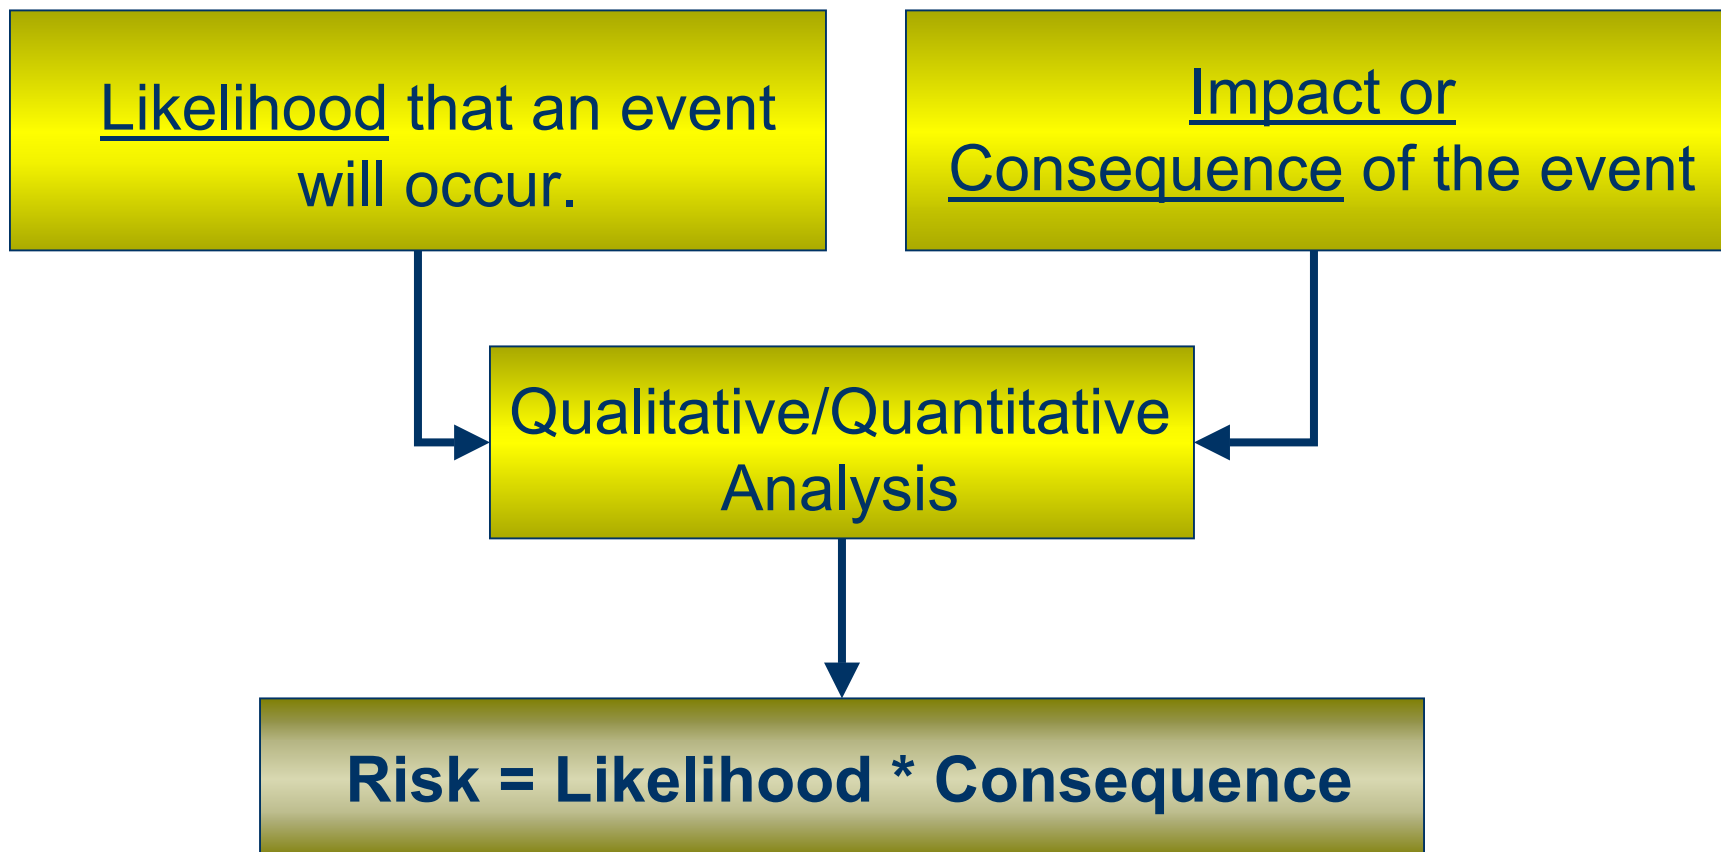 Likelihood that an event
will occur.
Impact or
Consequence of the event
Qualitative/Quantitative
Analysis
Risk = Likelihood * Consequence